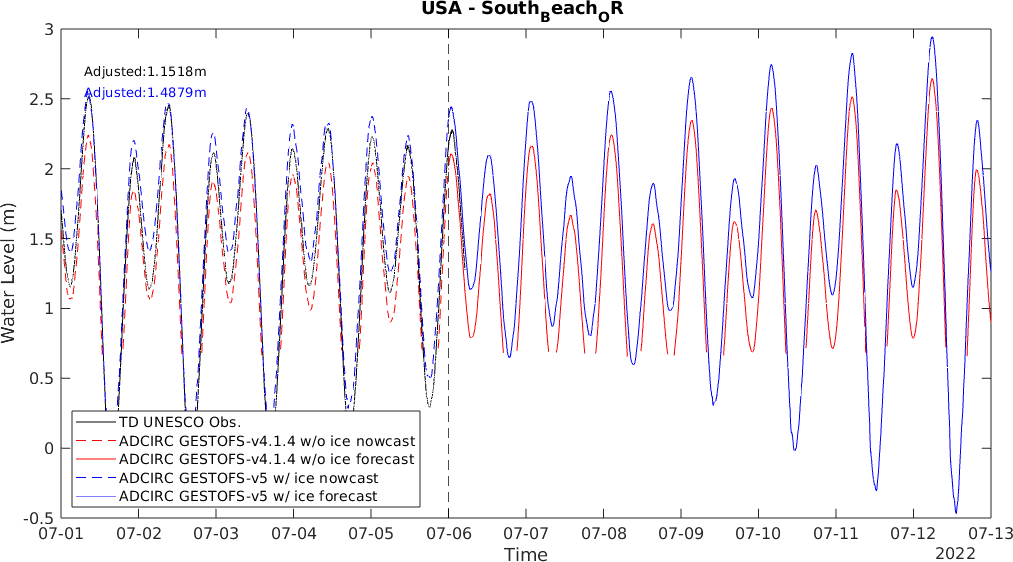 USA - South_Beach_OR
3
Adjusted:1.1518m
Adjusted:1.4879m
2.5
2
1.5
1
0.5
0
-0.5
Water Level (m)
TD UNESCO Obs.
ADCIRC GESTOFS-v4.1.4 w/o ice nowcast
ADCIRC GESTOFS-v4.1.4 w/o ice forecast
ADCIRC GESTOFS-v5 w/ ice nowcast
ADCIRC GESTOFS-v5 w/ ice forecast
07-01 07-02 07-03 07-04 07-05 07-06 07-07 07-08 07-09 07-10 07-11 07-12 07-13
Time
2022